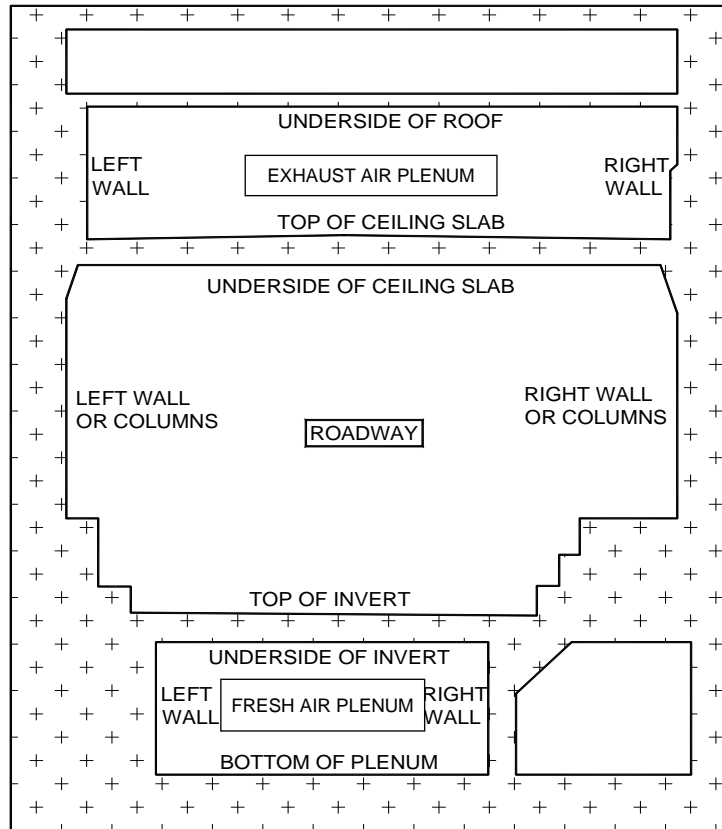 UNDERSIDE OF ROOF
LEFT
WALL
EXHAUST AIR PLENUM
RIGHT
WALL
TOP OF CEILING SLAB
UNDERSIDE OF CEILING SLAB
LEFT WALL
OR COLUMNS
RIGHT WALL
OR COLUMNS
ROADWAY
TOP OF INVERT
UNDERSIDE OF INVERT
LEFT
WALL
FRESH AIR PLENUM
RIGHT
WALL
BOTTOM OF PLENUM